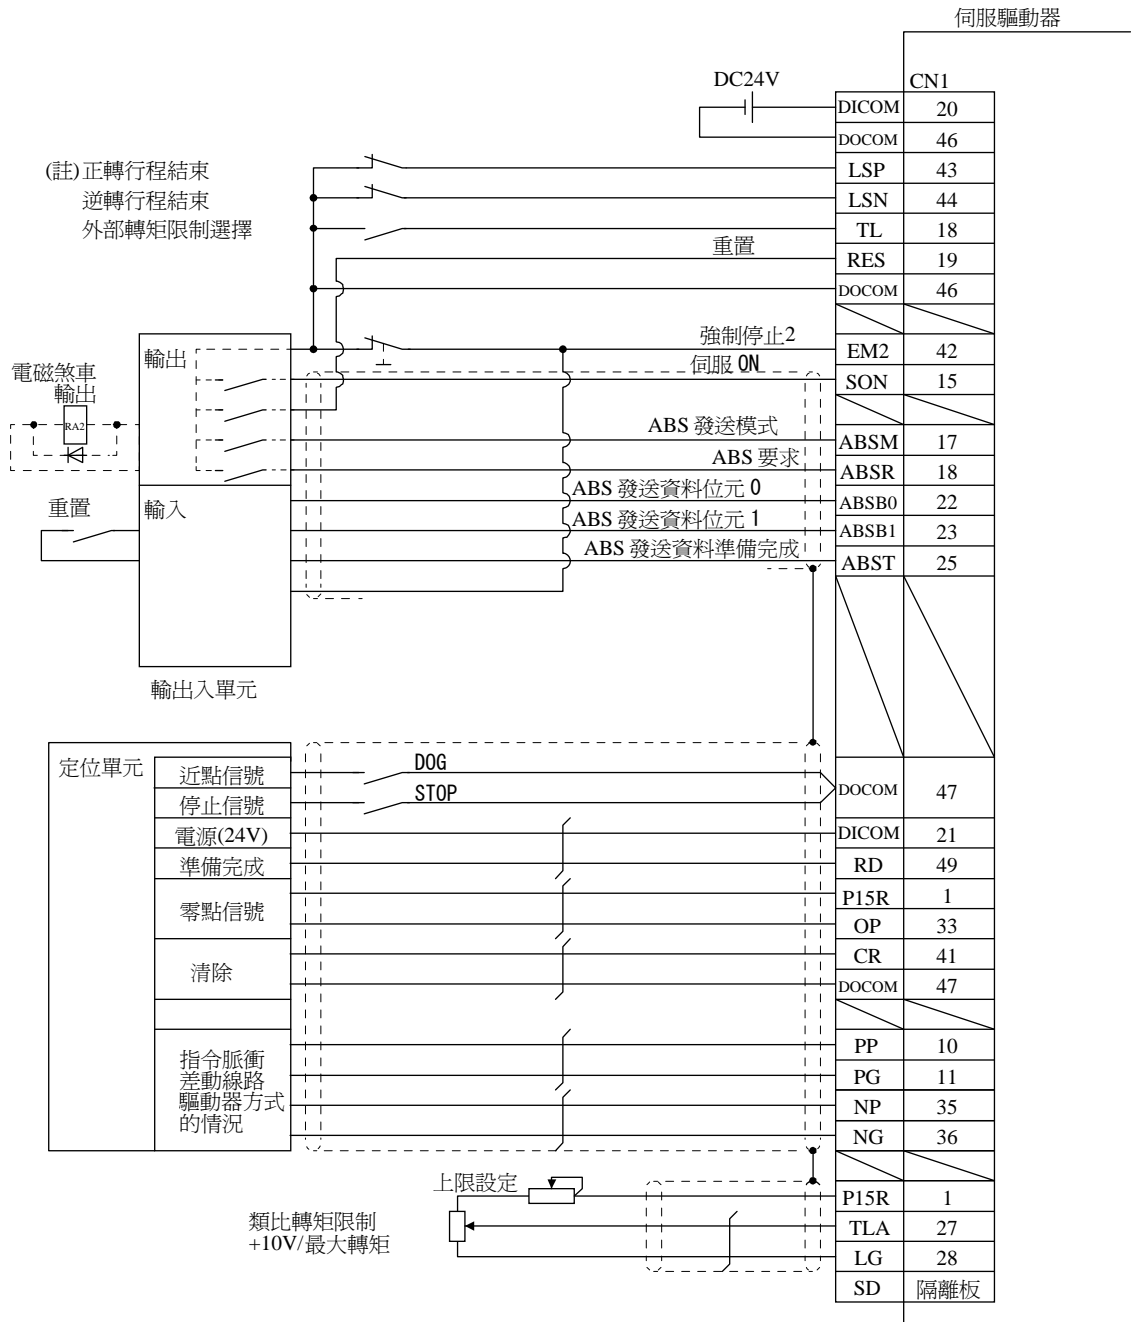 伺服驅動器
DC24V
CN1
DICOM 20
DOCOM 46
(註)正轉行程結束
LSP 43
逆轉行程結束
LSN 44
外部轉矩限制選擇
TL 18
重置
RES 19
DOCOM 46
強制停止2
輸出
EM2 42
伺服 ON
SON 15
電磁煞車
輸出
RA2
ABS 發送模式
ABSM 17
ABS 要求
ABSR 18
ABS 發送資料位元 0
ABSB0 22
重置
輸入
ABS 發送資料位元 1
ABSB1 23
ABS 發送資料準備完成
ABST 25
輸出入單元
定位單元
近點信號
DOG
停止信號
STOP
DOCOM 47
電源(24V)
DICOM 21
準備完成
RD 49
零點信號
P15R 1
OP 33
清除
CR 41
DOCOM 47
指令脈衝
差動線路
驅動器方式
的情況
PP 10
PG 11
NP 35
NG 36
上限設定
P15R 1
類比轉矩限制
+10V/最大轉矩
TLA 27
LG 28
SD 隔離板